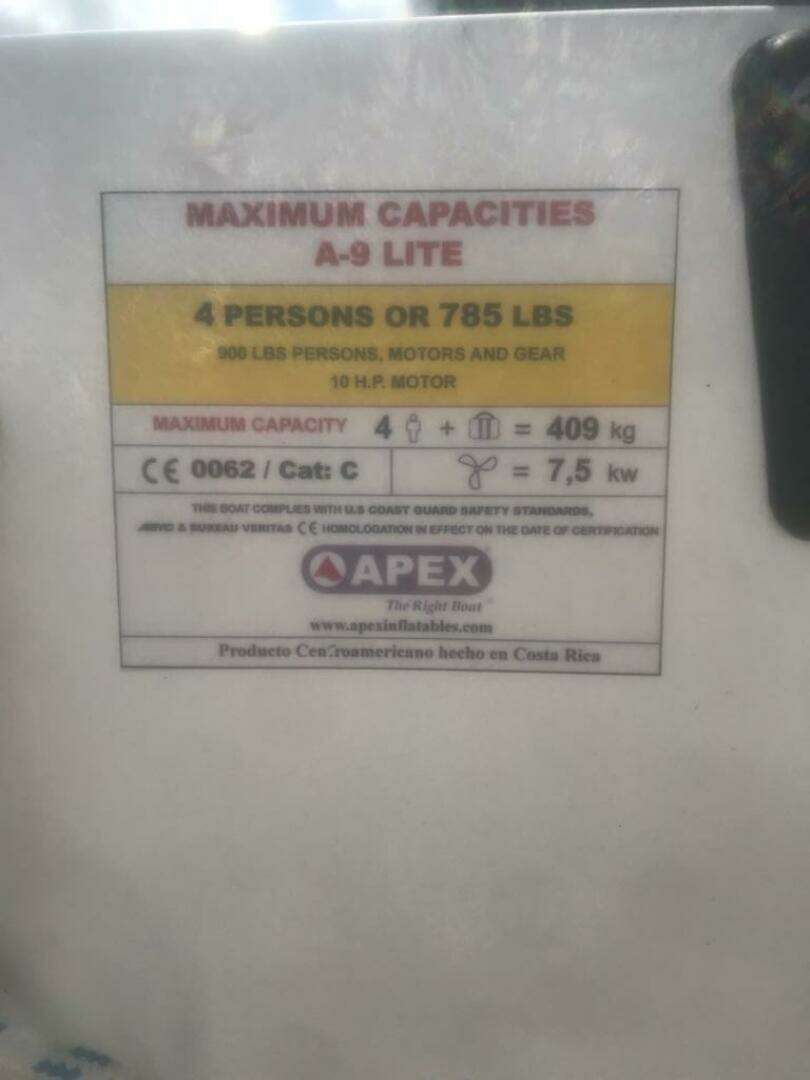 MAXIMUM CAPACITIES
A-9 LITE
4 PERSONS OR 785 LBS
900 LBS PERSONS, MOTORS AND GEAR
10 H.P. MOTOR
MAXIMUM CAPACITY 4 + = 409 kg
CE 0062 / Cat: C = 7,5 kw
THIS BOAT COMPLIES WITH U.S COAST GUARD SAFETY STANDARDS,
& BUREAU VERITAS CE HOMOLOGATION IN EFFECT ON THE DATE OF CERTIFICATION
APEX
The Right Boat
www.apexinflatables.com
Producto Centroamericano hecho en Costa Rica